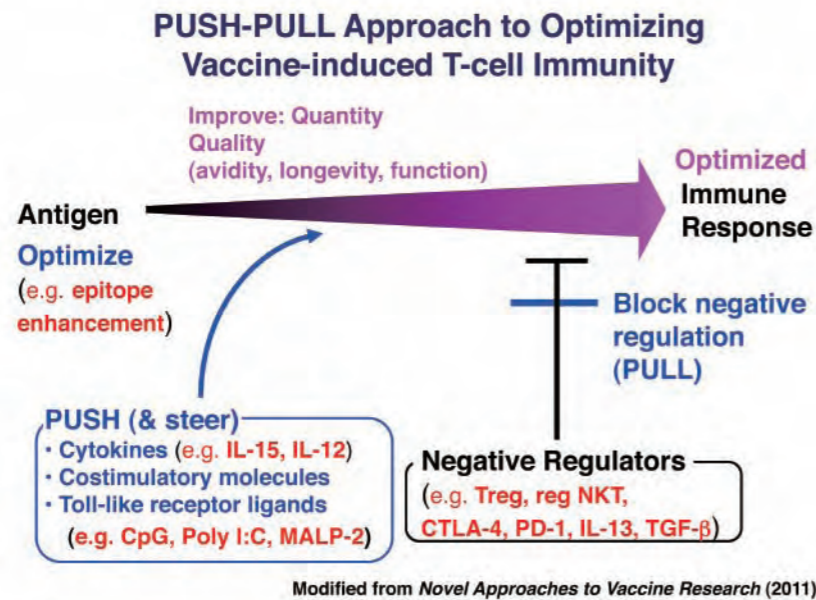 PUSH-PULL Approach to Optimizing
Vaccine-induced T-cell Immunity
Improve: Quantity
Quality
(avidity, longevity, function)
Optimized
Immune
Response
Antigen
Optimize
(e.g. epitope
enhancement)
Block negative
regulation
(PULL)
PUSH (& steer)
· Cytokines (e.g. IL-15, IL-12)
· Costimulatory molecules
· Toll-like receptor ligands
(e.g. CpG, Poly I:C, MALP-2)
Negative Regulators
(e.g. Treg, reg NKT,
CTLA-4, PD-1, IL-13, TGF-β)
Modified from Novel Approaches to Vaccine Research (2011)